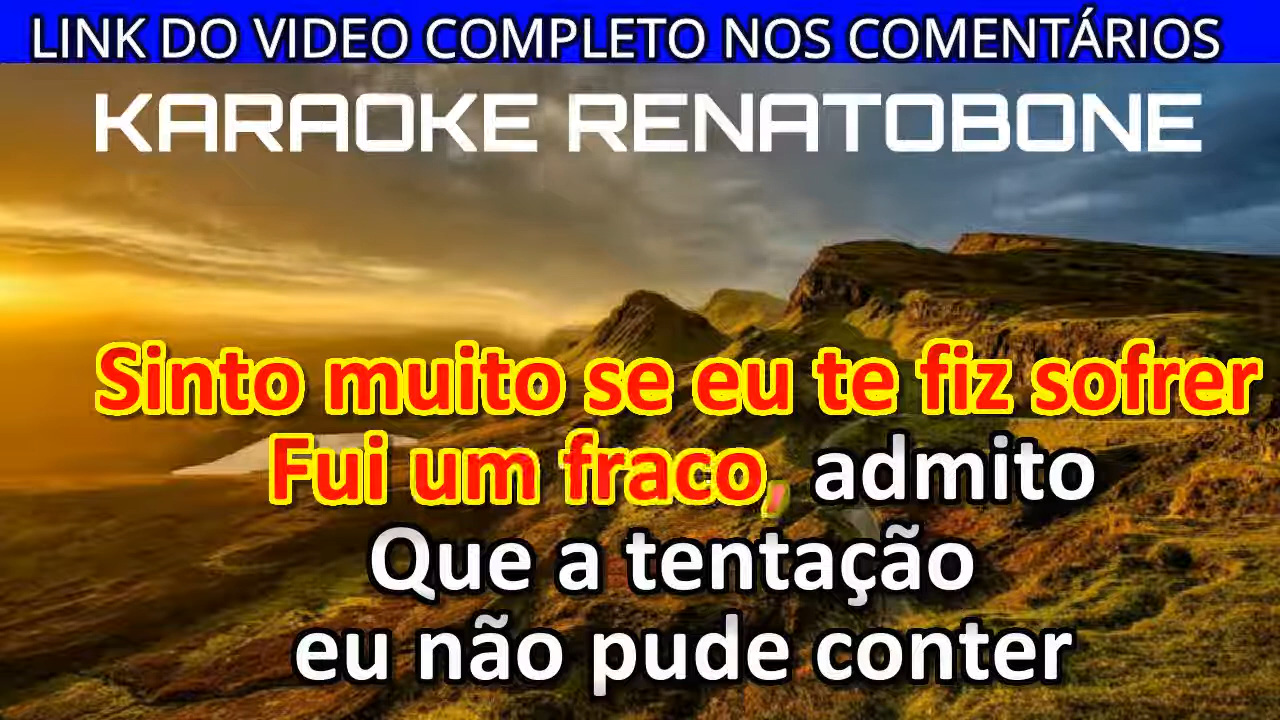 LINK DO VIDEO COMPLETO NOS COMENTÁRIOS
KARAOKE RENATOBONE
Sinto muito se eu te fiz sofrer
Fui um fraco, admito
Que a tentação
eu não pude conter